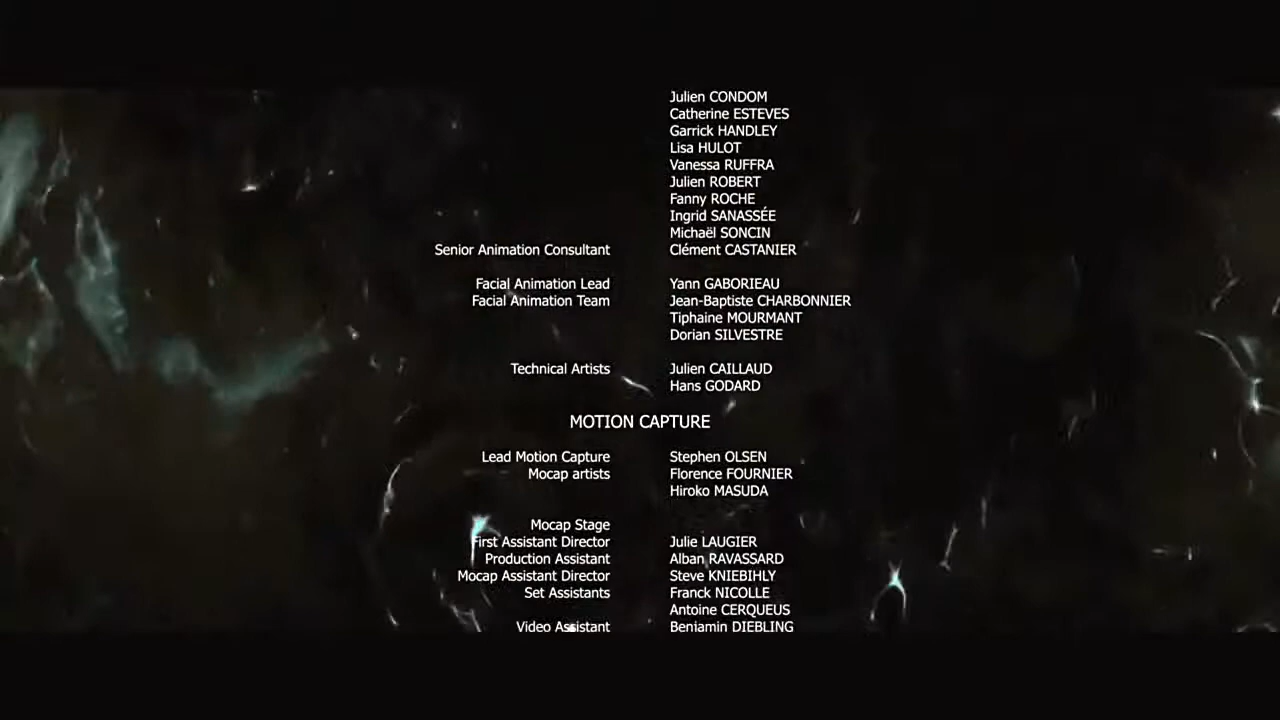 Julien CONDOM
Catherine ESTEVES
Garrick HANDLEY
Lisa HULOT
Vanessa RUFFRA
Julien ROBERT
Fanny ROCHE
Ingrid SANASSÉE
Michaël SONCIN
Senior Animation Consultant Clément CASTANIER
Facial Animation Lead Yann GABORIEAU
Facial Animation Team Jean-Baptiste CHARBONNIER
Tiphaine MOURMANT
Dorian SILVESTRE
Technical Artists Julien CAILLAUD
Hans GODARD
MOTION CAPTURE
Lead Motion Capture Stephen OLSEN
Mocap artists Florence FOURNIER
Hiroko MASUDA
Mocap Stage
First Assistant Director Julie LAUGIER
Production Assistant Alban RAVASSARD
Mocap Assistant Director Steve KNIEBIHLY
Set Assistants Franck NICOLLE
Antoine CERQUEUS
Video Assistant Benjamin DIEBLING